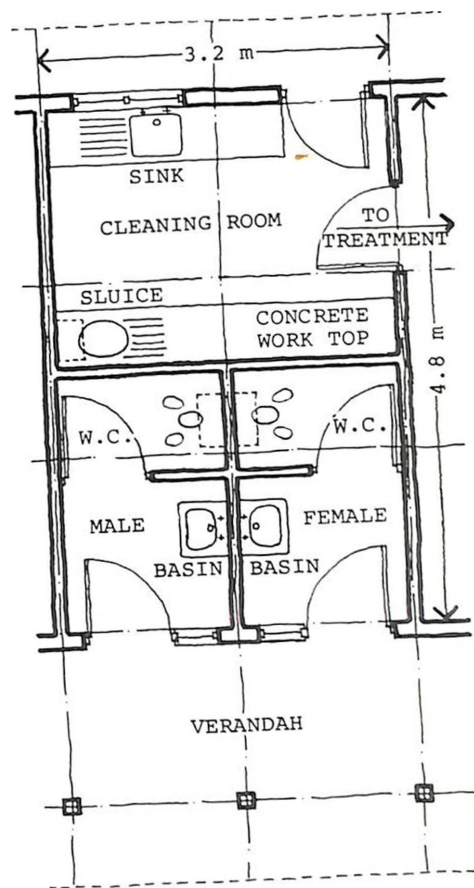 3.2 m
SINK
CLEANING ROOM
TO
TREATMENT
SLUICE
CONCRETE
WORK TOP
4.8 m
W.C.
W.C.
MALE
FEMALE
BASIN
BASIN
VERANDAH